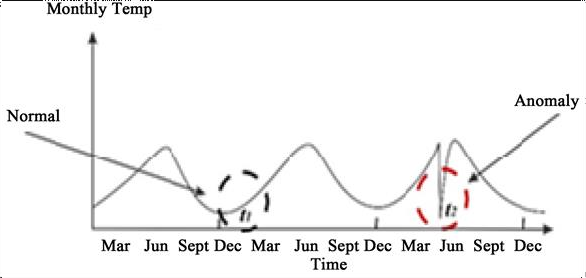 Monthly Temp
Anomaly
Normal
t1
t2
Mar Jun Sept Dec Mar Jun Sept Dec Mar Jun Sept Dec
Time